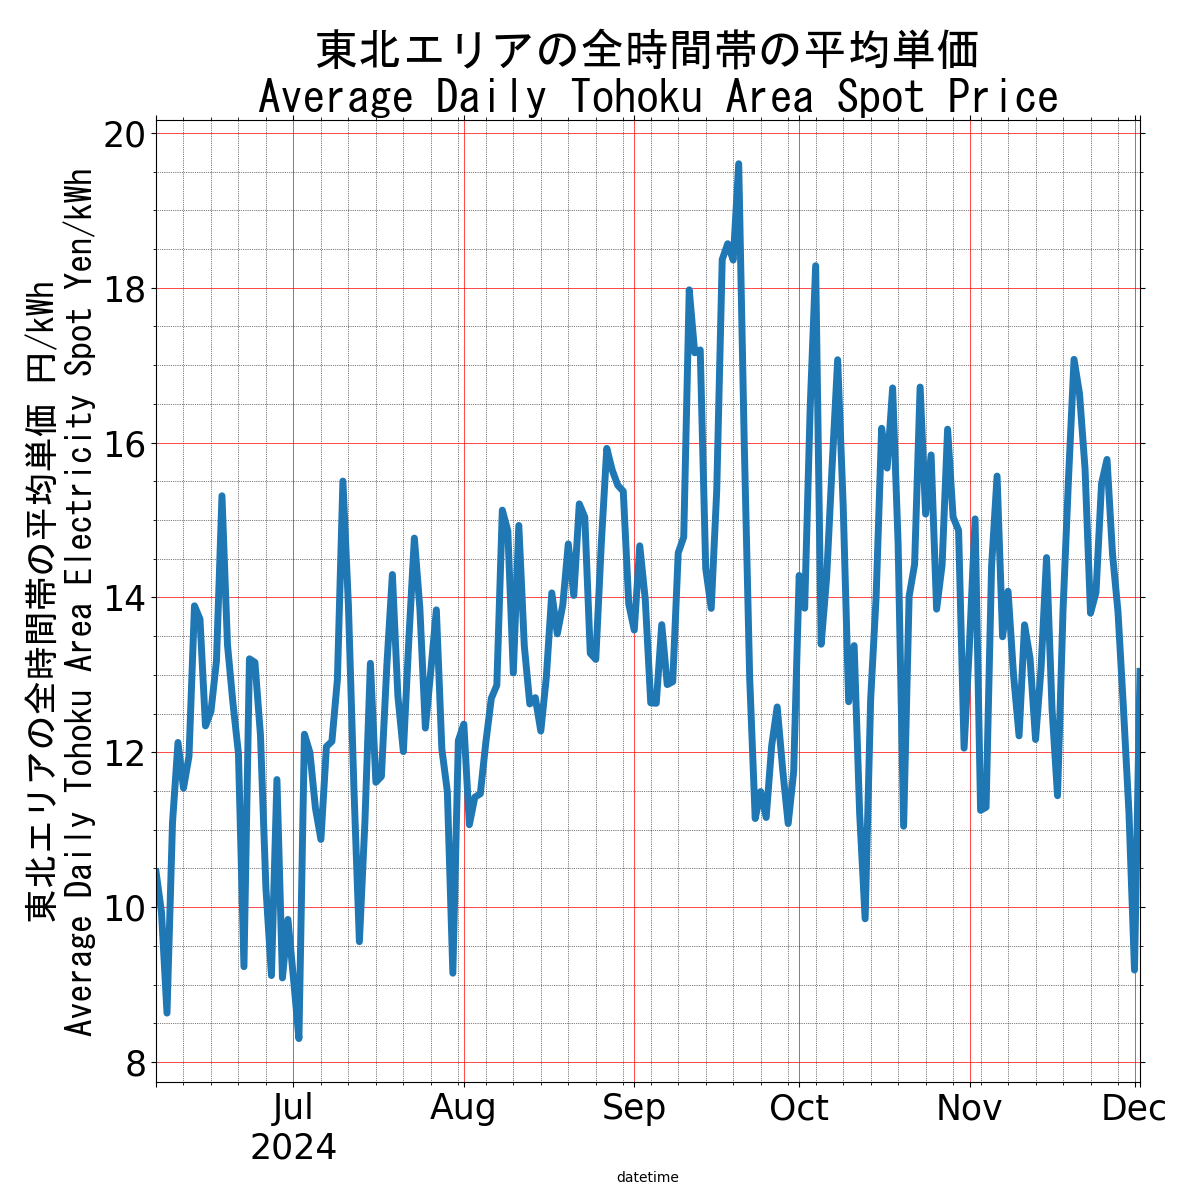 東北エリアの全時間帯の平均単価
Average Daily Tohoku Area Spot Price
東北エリアの全時間帯の平均単価 円/kWh
Average Daily Tohoku Area Electricity Spot Yen/kWh
20
18
16
14
12
10
8
Jul
2024
Aug
Sep
Oct
Nov
Dec
datetime